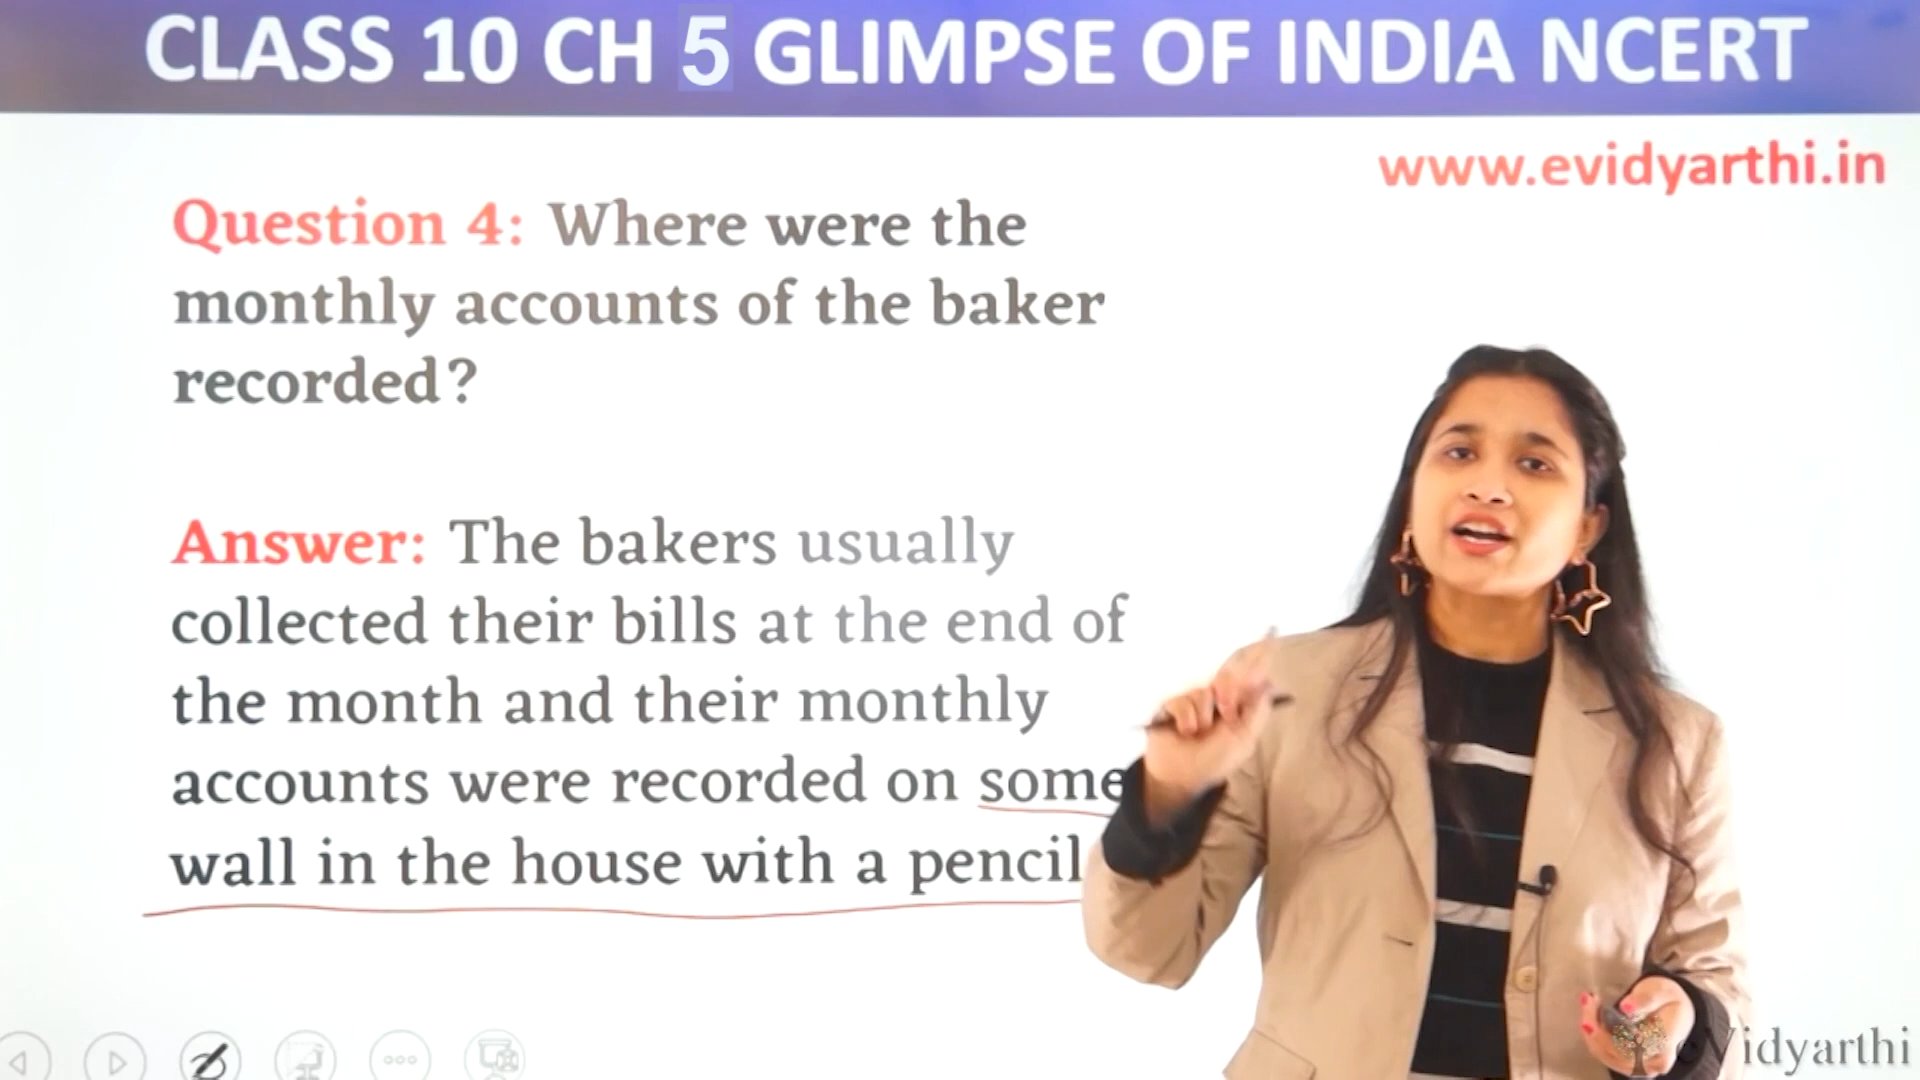 CLASS 10 CH 5 GLIMPSE OF INDIA NCERT
www.evidyarthi.in
Question 4: Where were the
monthly accounts of the baker
recorded?
Answer: The bakers usually
collected their bills at the end of
the month and their monthly
accounts were recorded on some
wall in the house with a pencil
eVidyarthi